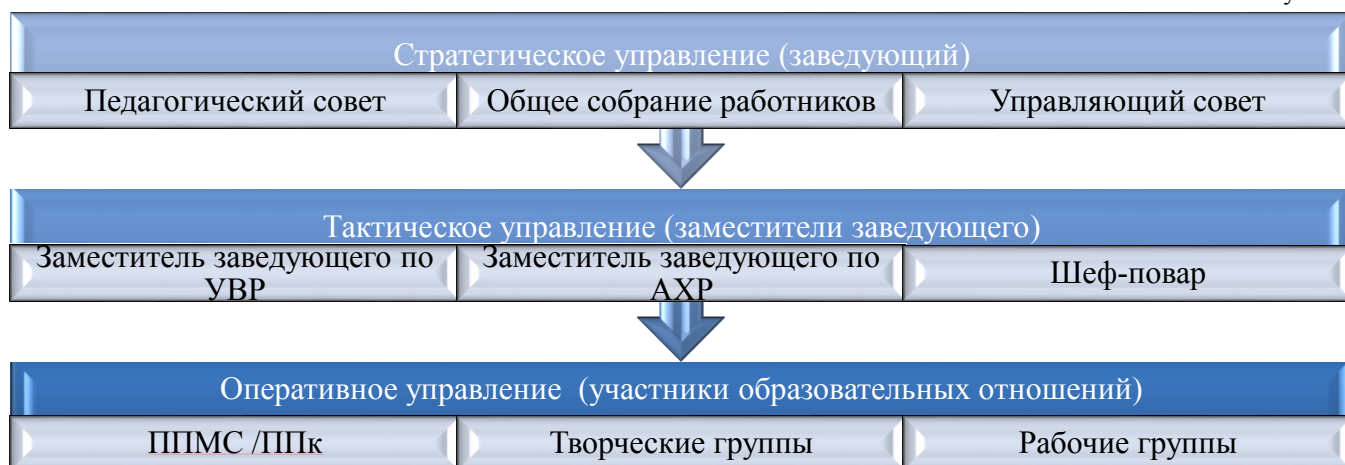 Стратегическое управление (заведующий)
Педагогический совет
Общее собрание работников
Управляющий совет
Тактическое управление (заместители заведующего)
Заместитель заведующего по
УВР
Заместитель заведующего по
АХР
Шеф-повар
Оперативное управление (участники образовательных отношений)
ППМС /ППк
Творческие группы
Рабочие группы